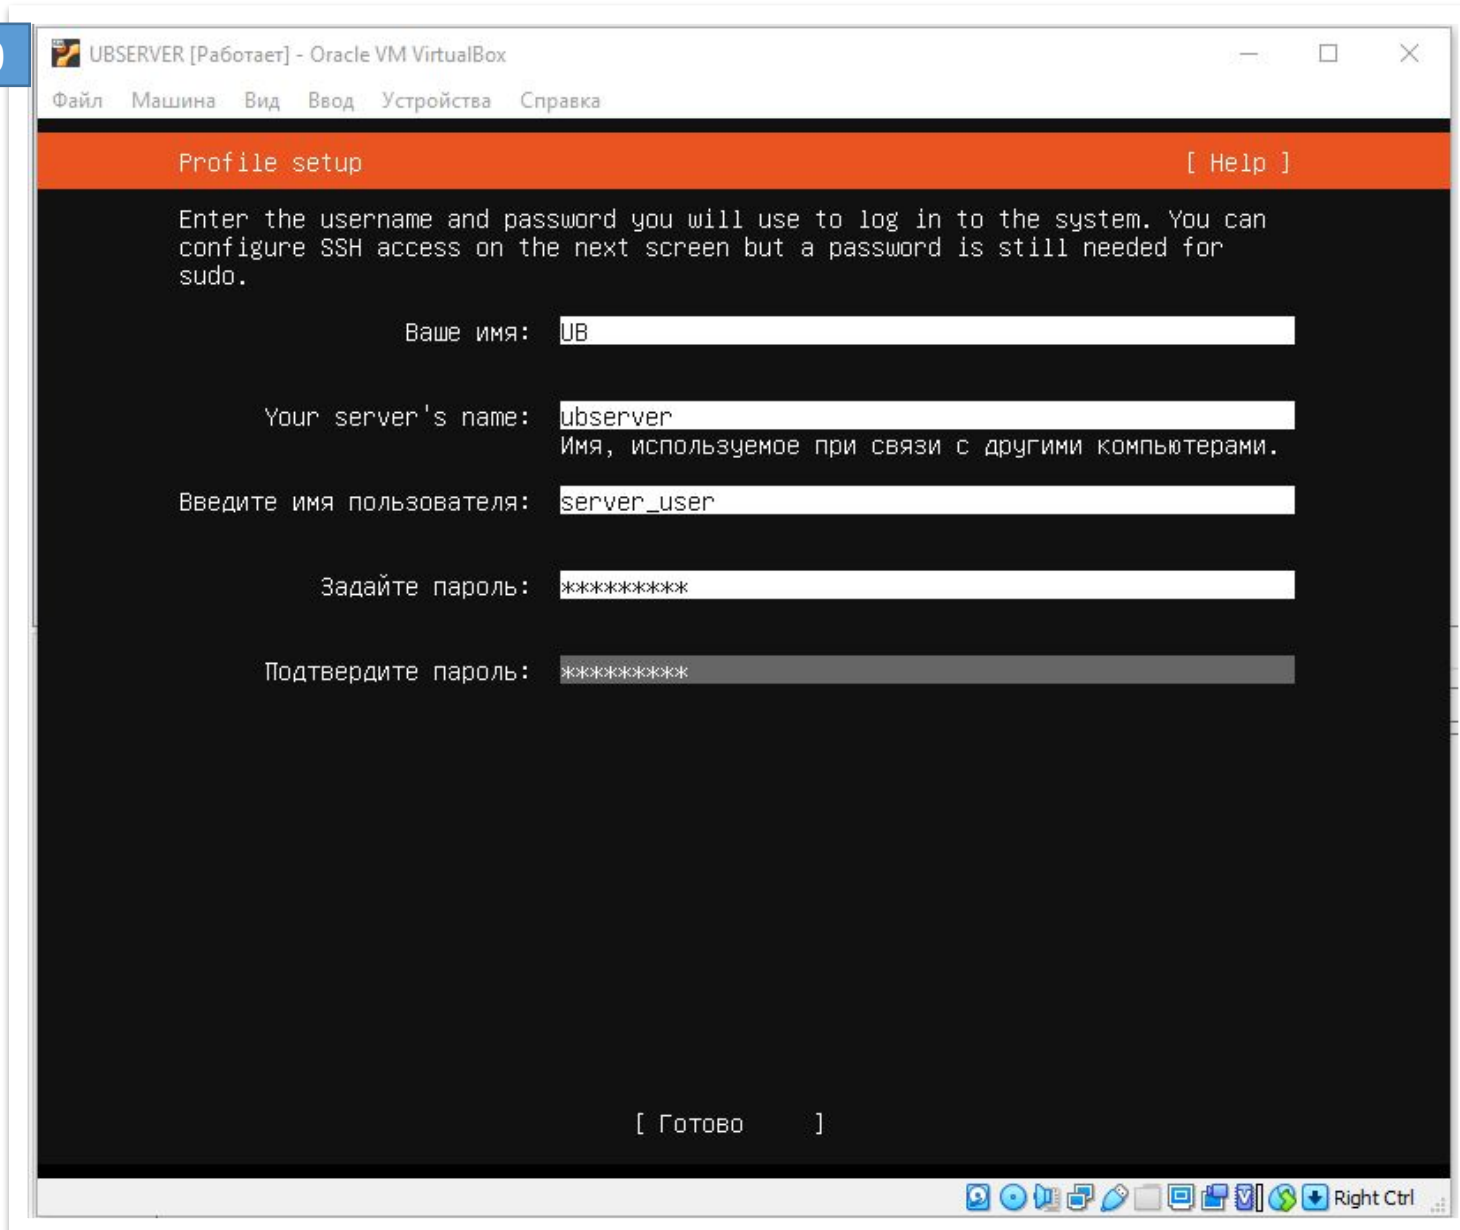 UBSERVER [Работает] - Oracle VM VirtualBox
Файл Машина Вид Ввод Устройства Справка
Profile setup [ Help ]
Enter the username and password you will use to log in to the system. You can
configure SSH access on the next screen but a password is still needed for
sudo.
Ваше имя: UB
Your server's name: ubserver
Имя, используемое при связи с другими компьютерами.
Введите имя пользователя: server_user
Задайте пароль: *********
Подтвердите пароль: *********
[ Готово ]
Right Ctrl